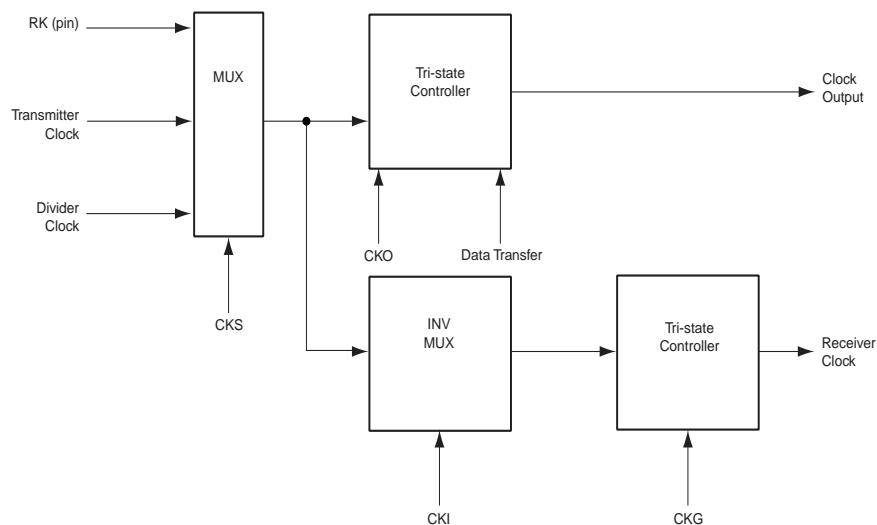 RK (pin)
MUX
Tri-state
Controller
Clock
Output
Transmitter
Clock
Divider
Clock
CKO
Data Transfer
CKS
INV
MUX
Tri-state
Controller
Receiver
Clock
CKI
CKG